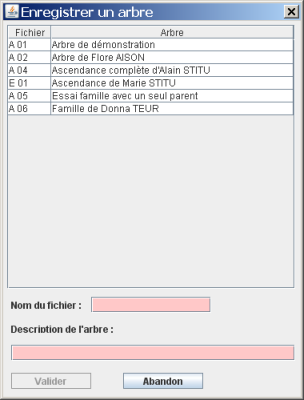 Enregistrer un arbre
Fichier Arbre
A 01 Arbre de démonstration
A 02 Arbre de Flore AISON
A 04 Ascendance complète d'Alain STITU
E 01 Ascendance de Marie STITU
A 05 Essai famille avec un seul parent
A 06 Famille de Donna TEUR
Nom du fichier :
Description de l'arbre :
Valider Abandon